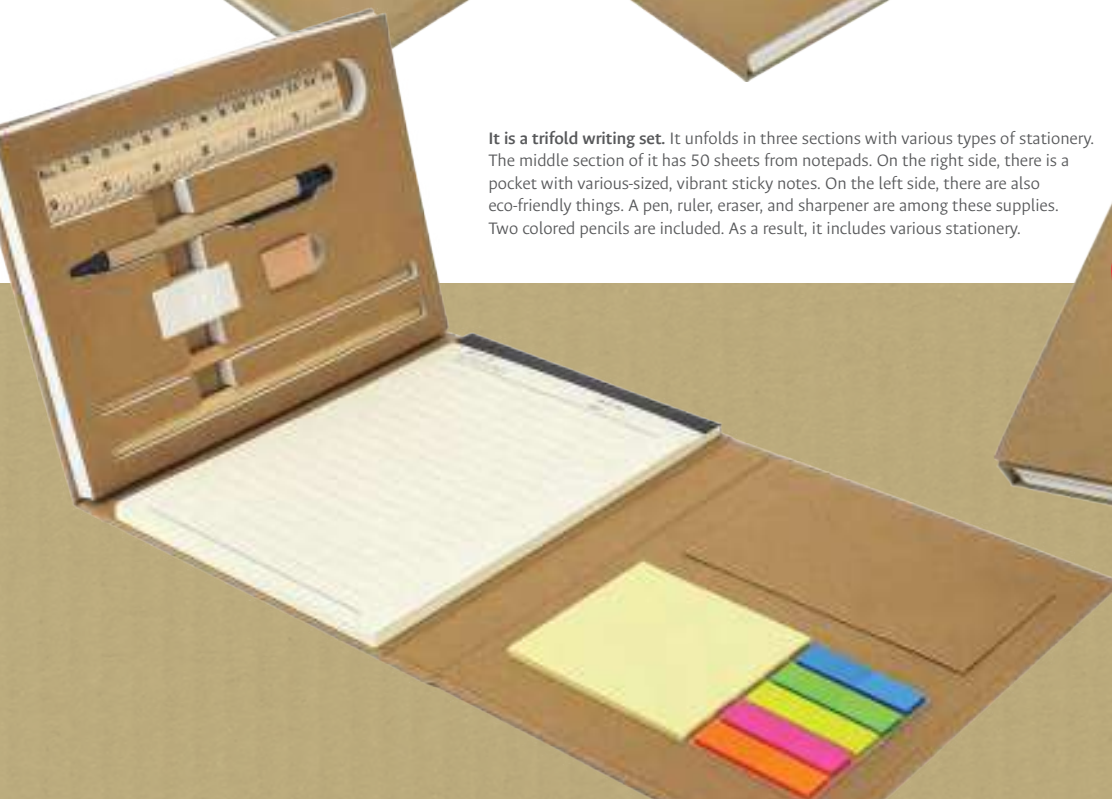 It is a trifold writing set. It unfolds in three sections with various types of stationery.
The middle section of it has 50 sheets from notepads. On the right side, there is a
pocket with various-sized, vibrant sticky notes. On the left side, there are also
eco-friendly things. A pen, ruler, eraser, and sharpener are among these supplies.
Two colored pencils are included. As a result, it includes various stationery.